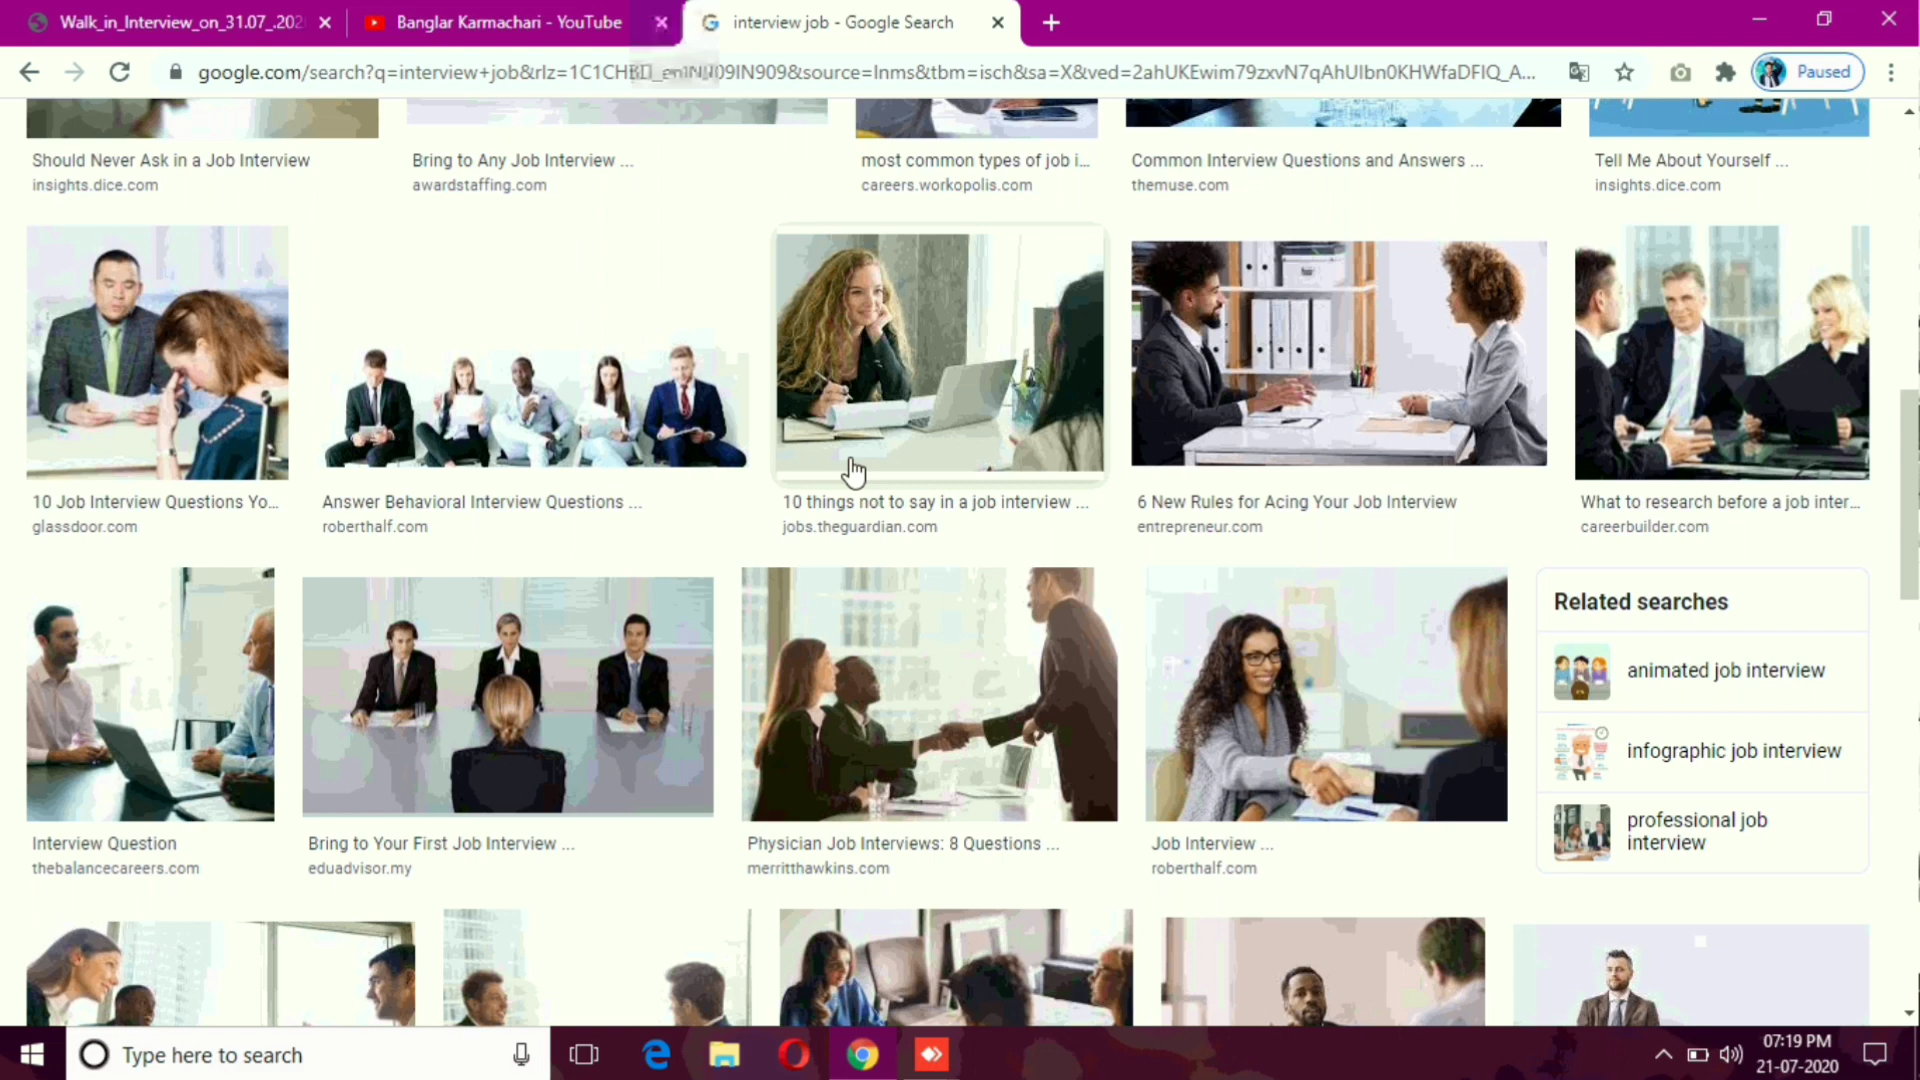 Walk_in_Interview_on_31.07_.202
Banglar Karmachari - YouTube
interview job - Google Search
Paused
Should Never Ask in a Job Interview
insights.dice.com
Bring to Any Job Interview ...
awardstaffing.com
most common types of job i...
careers.workopolis.com
Common Interview Questions and Answers ...
themuse.com
Tell Me About Yourself ...
insights.dice.com
10 Job Interview Questions Yo...
glassdoor.com
Answer Behavioral Interview Questions ...
roberthalf.com
10 things not to say in a job interview ...
jobs.theguardian.com
6 New Rules for Acing Your Job Interview
entrepreneur.com
What to research before a job inter...
careerbuilder.com
Interview Question
thebalancecareers.com
Bring to Your First Job Interview ...
eduadvisor.my
Physician Job Interviews: 8 Questions ...
merritthawkins.com
Job Interview ...
roberthalf.com
Related searches
animated job interview
infographic job interview
professional job
interview
Type here to search
07:19 PM
21-07-2020